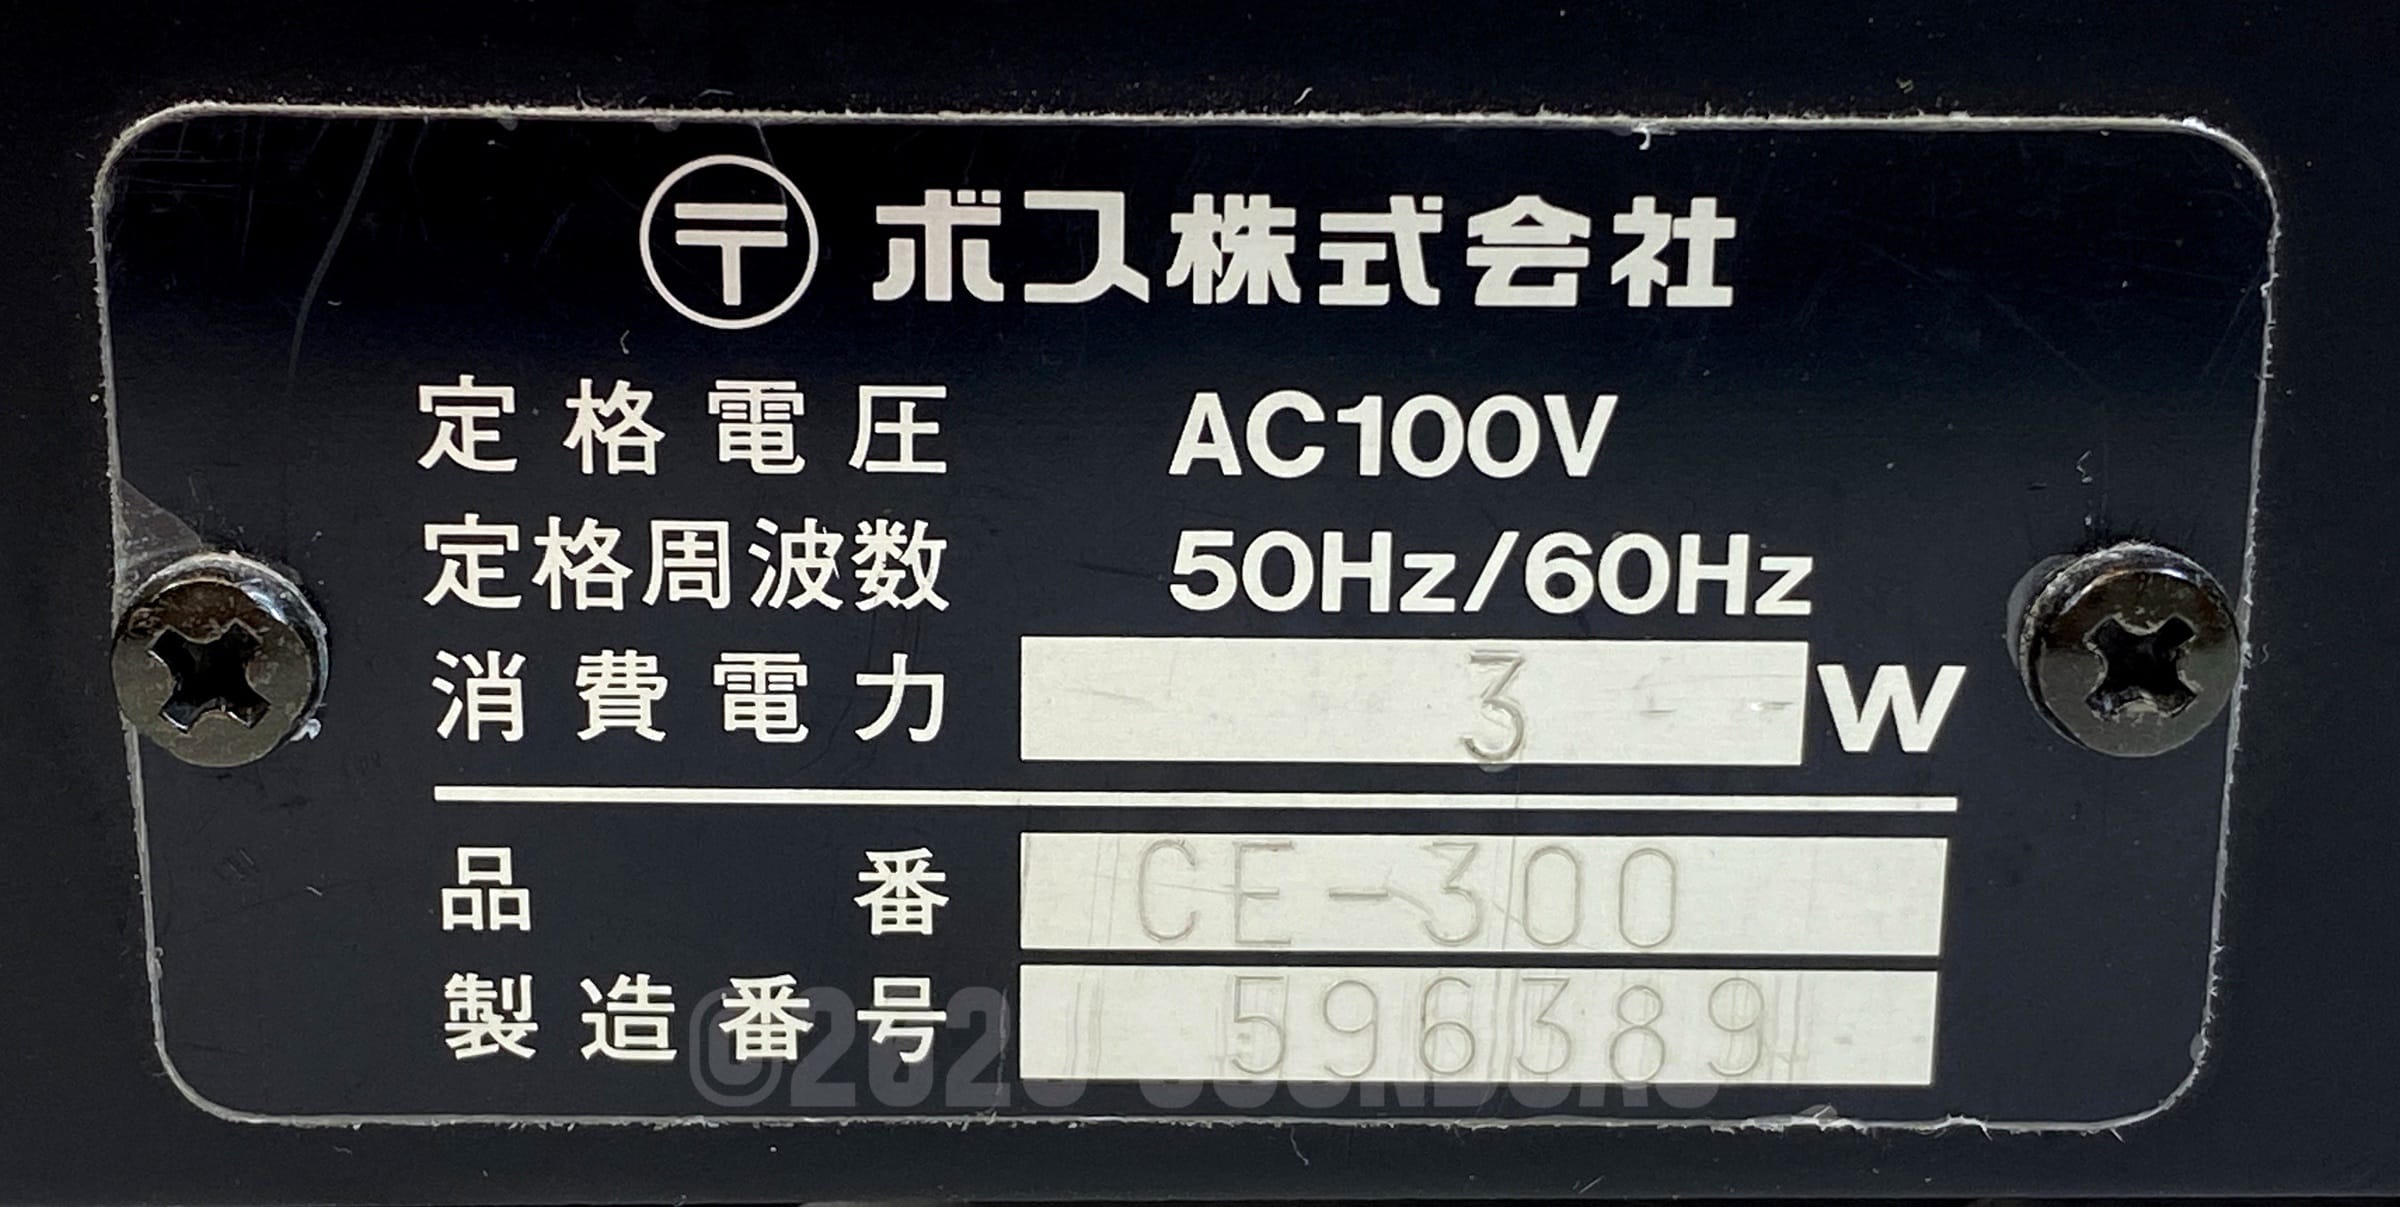 〒 ボス株式会社
定格電圧 AC100V
定格周波数 50Hz/60Hz
消費電力 3 W
品番 CE-300
製造番号 596389